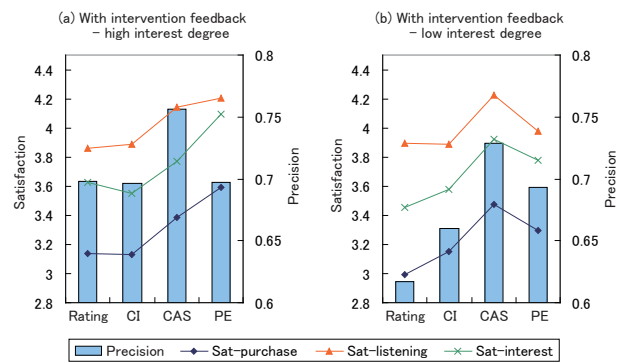 (a) With intervention feedback
– high interest degree
(b) With intervention feedback
– low interest degree
4.4
4.2
4
3.8
3.6
3.4
3.2
3
2.8
Satisfaction
0.8
0.75
0.7
0.65
0.6
Precision
Rating CI CAS PE
4.4
4.2
4
3.8
3.6
3.4
3.2
3
2.8
Satisfaction
0.8
0.75
0.7
0.65
0.6
Precision
Rating CI CAS PE
Precision Sat-purchase Sat-listening Sat-interest